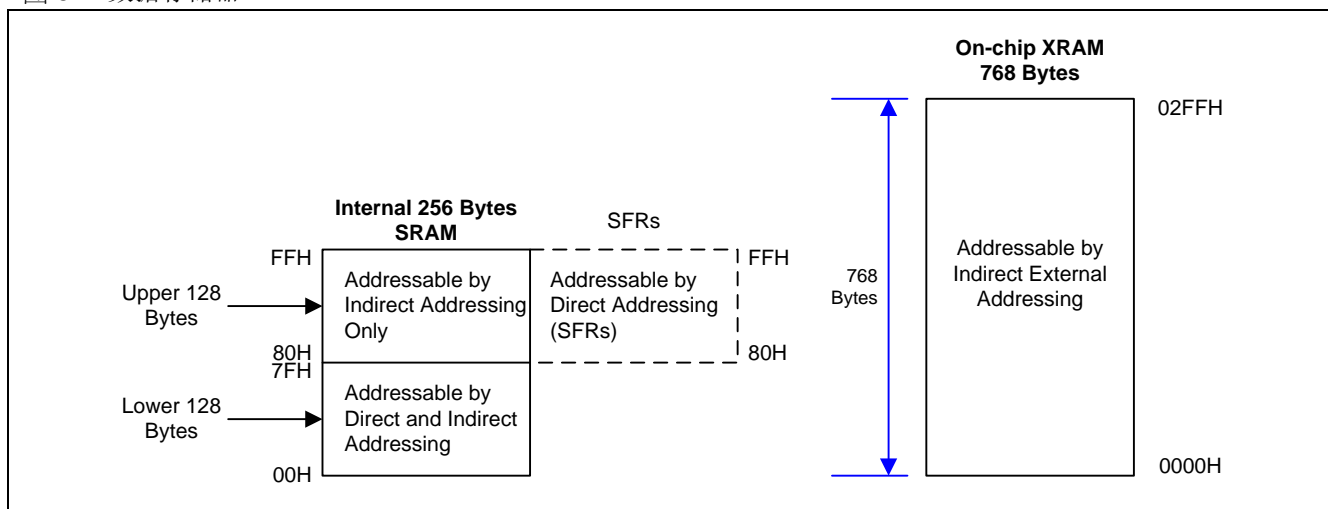 On-chip XRAM
768 Bytes
02FFH
Internal 256 Bytes
SRAM
SFRs
FFH
Addressable by
Indirect Addressing
Only
Addressable by
Direct Addressing
(SFRs)
FFH
Upper 128
Bytes
80H
80H
7FH
Lower 128
Bytes
Addressable by
Direct and Indirect
Addressing
00H
768
Bytes
Addressable by
Indirect External
Addressing
0000H